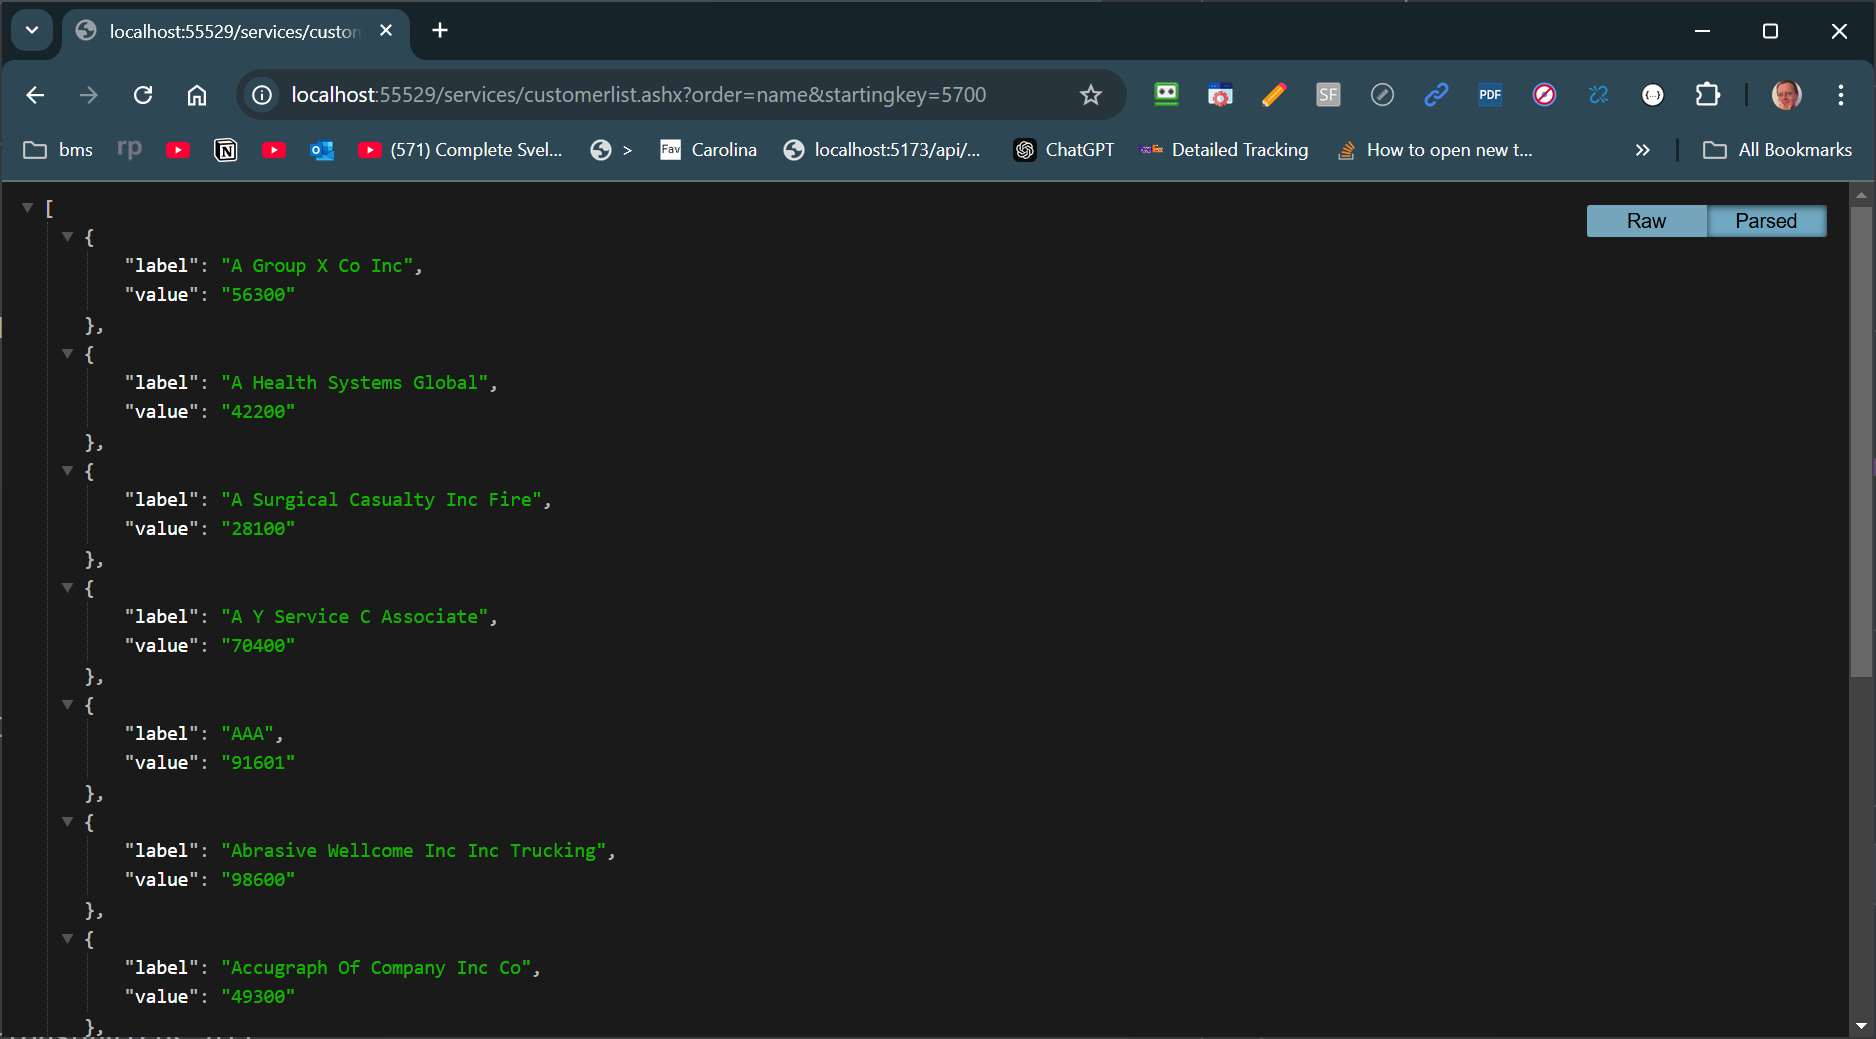 localhost:55529/services/custon
localhost:55529/services/customerlist.ashx?order=name&startingkey=5700
SF
PDF
{...}
bms
rp
N
(571) Complete Svel...
>
Fav
Carolina
localhost:5173/api/...
ChatGPT
Detailed Tracking
How to open new t...
»
All Bookmarks
Raw
Parsed
[
{
"label": "A Group X Co Inc",
"value": "56300"
},
{
"label": "A Health Systems Global",
"value": "42200"
},
{
"label": "A Surgical Casualty Inc Fire",
"value": "28100"
},
{
"label": "A Y Service C Associate",
"value": "70400"
},
{
"label": "AAA",
"value": "91601"
},
{
"label": "Abrasive Wellcome Inc Inc Trucking",
"value": "98600"
},
{
"label": "Accugraph Of Company Inc Co",
"value": "49300"
},